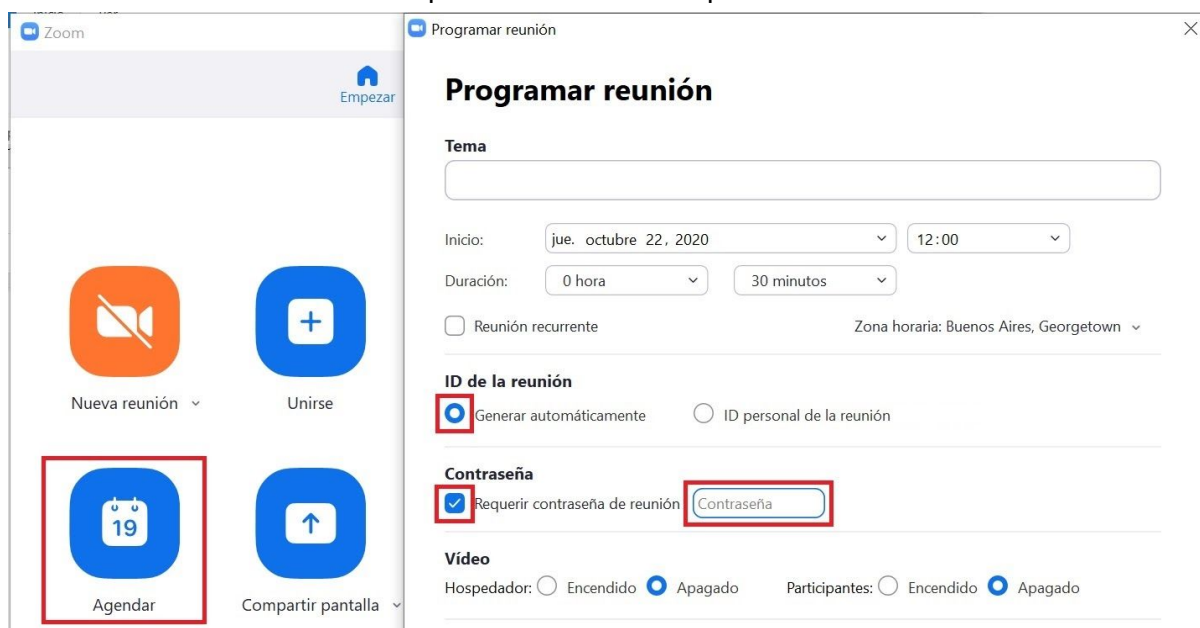 Zoom
Empezar
Nueva reunión
Unirse
19
Agendar
Compartir pantalla
Programar reunión
Programar reunión
Tema
Inicio: jue. octubre 22, 2020 12:00
Duración: 0 hora 30 minutos
Reunión recurrente Zona horaria: Buenos Aires, Georgetown
ID de la reunión
Generar automáticamente ID personal de la reunión
Contraseña
Requerir contraseña de reunión Contraseña
Vídeo
Hospedador: Encendido Apagado Participantes: Encendido Apagado